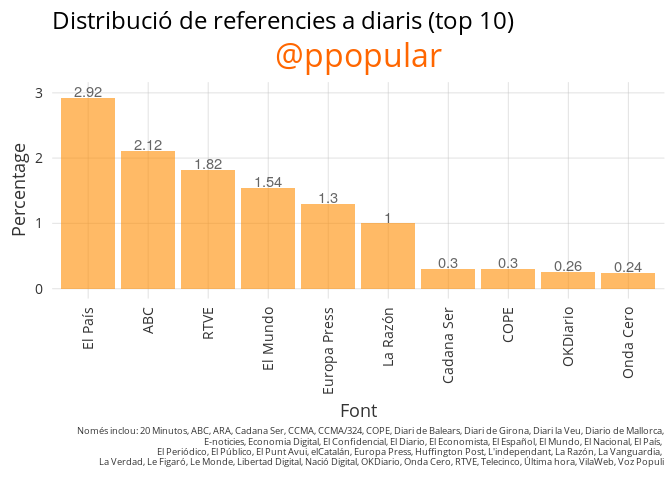 Distribució de referencies a diaris (top 10)
@ppopular
Percentage
3
2
1
0
2.92
2.12
1.82
1.54
1.3
1
0.3
0.3
0.26
0.24
El País
ABC
RTVE
El Mundo
Europa Press
La Razón
Cadana Ser
COPE
OKDiario
Onda Cero
Font
Només inclou: 20 Minutos, ABC, ARA, Cadana Ser, CCMA, CCMA/324, COPE, Diari de Balears, Diari de Girona, Diari la Veu, Diario de Mallorca,
E-noticies, Economia Digital, El Confidencial, El Diario, El Economista, El Español, El Mundo, El Nacional, El País,
El Periódico, El Público, El Punt Avui, elCatalán, Europa Press, Huffington Post, L'independant, La Razón, La Vanguardia,
La Verdad, Le Figaró, Le Monde, Libertad Digital, Nació Digital, OKDiario, Onda Cero, RTVE, Telecinco, Última hora, VilaWeb, Voz Populi